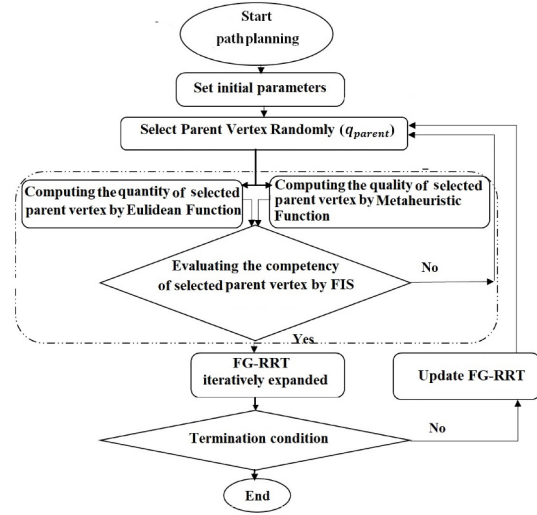 Start
path planning
Set initial parameters
Select Parent Vertex Randomly (q_parent)
Computing the quantity of selected
parent vertex by Eulidean Function
Computing the quality of selected
parent vertex by Metaheuristic
Function
Evaluating the competency
of selected parent vertex by FIS
No
Yes
FG-RRT
iteratively expanded
Update FG-RRT
Termination condition
No
End